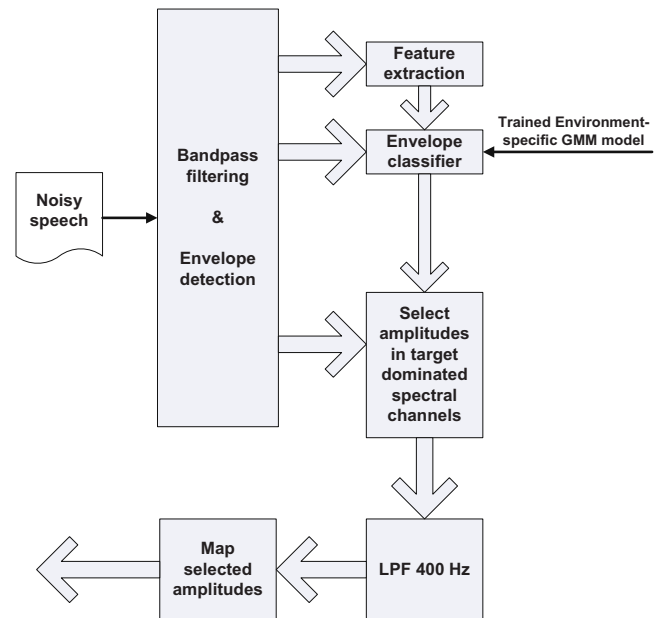 Feature
extraction
Trained Environment-
specific GMM model
Envelope
classifier
Bandpass
filtering
&
Envelope
detection
Noisy
speech
Select
amplitudes
in target
dominated
spectral
channels
Map
selected
amplitudes
LPF 400 Hz